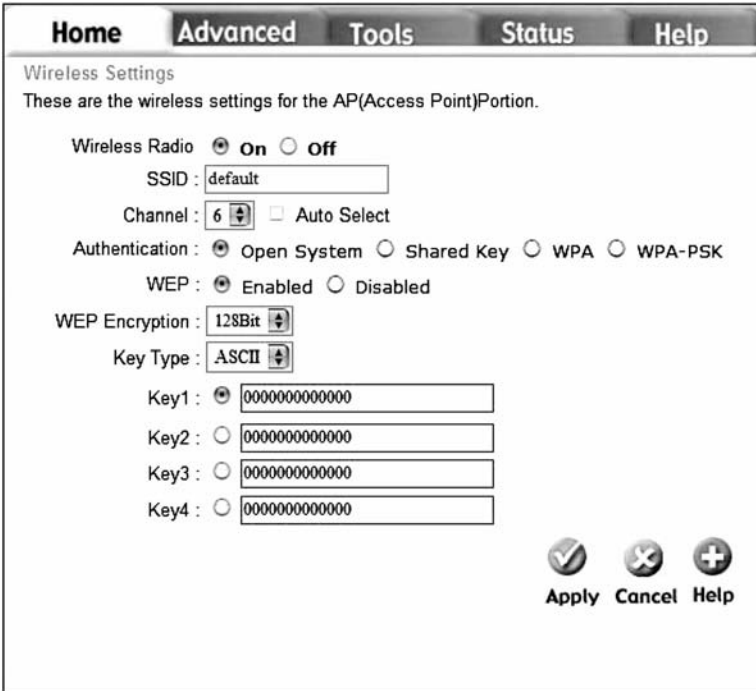 Home Advanced Tools Status Help
Wireless Settings
These are the wireless settings for the AP(Access Point)Portion.
Wireless Radio On Off
SSID : default
Channel : 6 Auto Select
Authentication : Open System Shared Key WPA WPA-PSK
WEP : Enabled Disabled
WEP Encryption : 128Bit
Key Type : ASCII
Key1 : 0000000000000
Key2 : 0000000000000
Key3 : 0000000000000
Key4 : 0000000000000
Apply Cancel Help